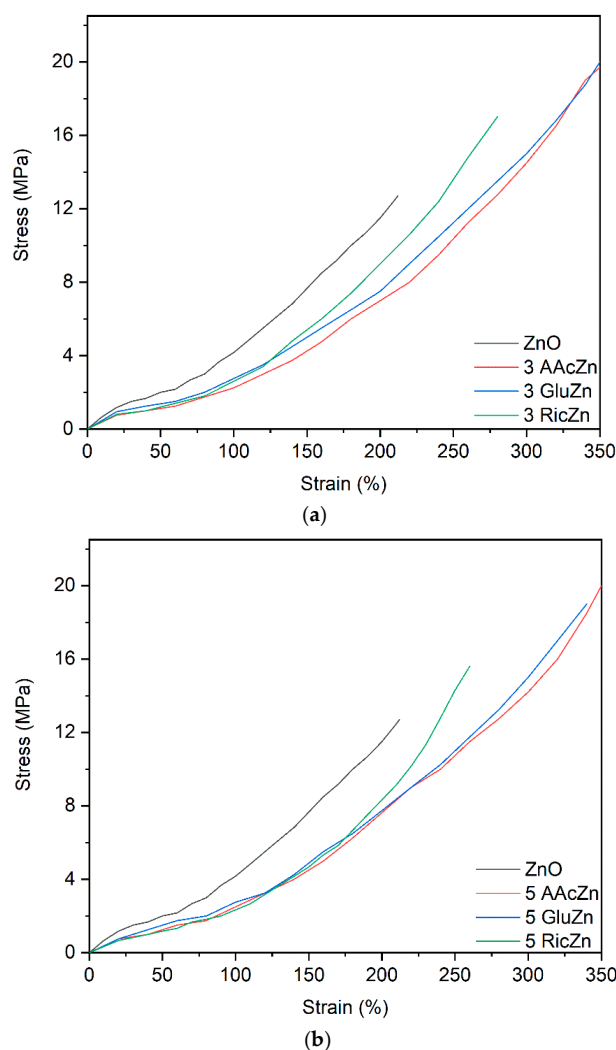 20
16
12
8
4
0
Stress (MPa)
ZnO
3 AAcZn
3 GluZn
3 RicZn
0 50 100 150 200 250 300 350
Strain (%)
(a)
20
16
12
8
4
0
Stress (MPa)
ZnO
5 AAcZn
5 GluZn
5 RicZn
0 50 100 150 200 250 300 350
Strain (%)
(b)